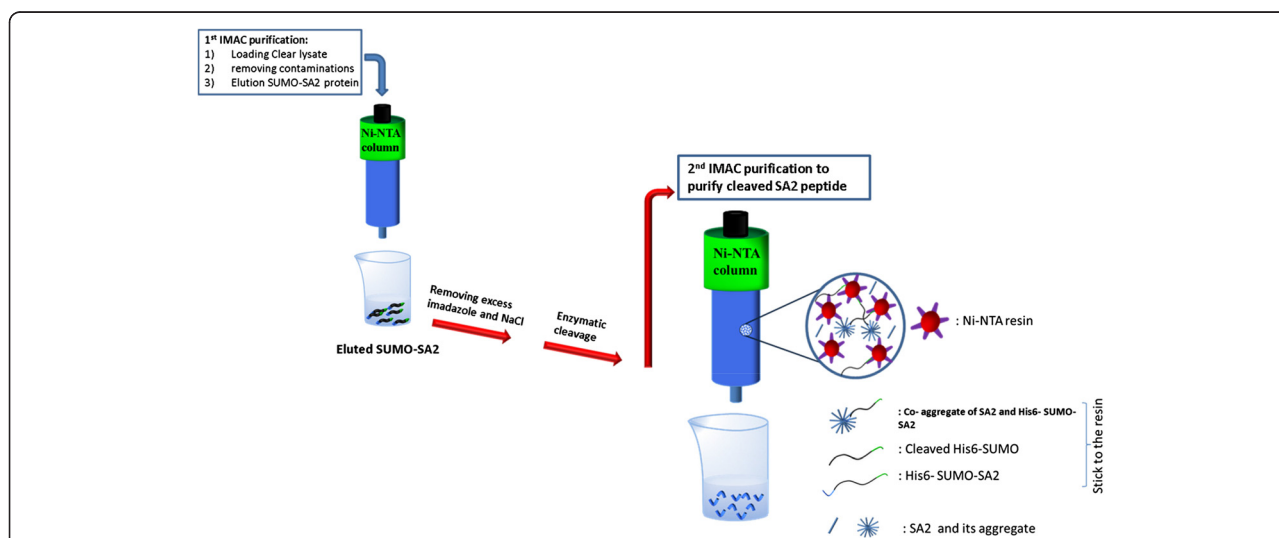 1st IMAC purification:
1) Loading Clear lysate
2) removing contaminations
3) Elution SUMO-SA2 protein
Ni-NTA
column
Eluted SUMO-SA2
Removing excess
imadazole and NaCl
Enzymatic
cleavage
2nd IMAC purification to
purify cleaved SA2 peptide
Ni-NTA
column
: Ni-NTA resin
: Co- aggregate of SA2 and His6- SUMO-
SA2
: Cleaved His6-SUMO
: His6- SUMO-SA2
: SA2 and its aggregate
Stick to the resin